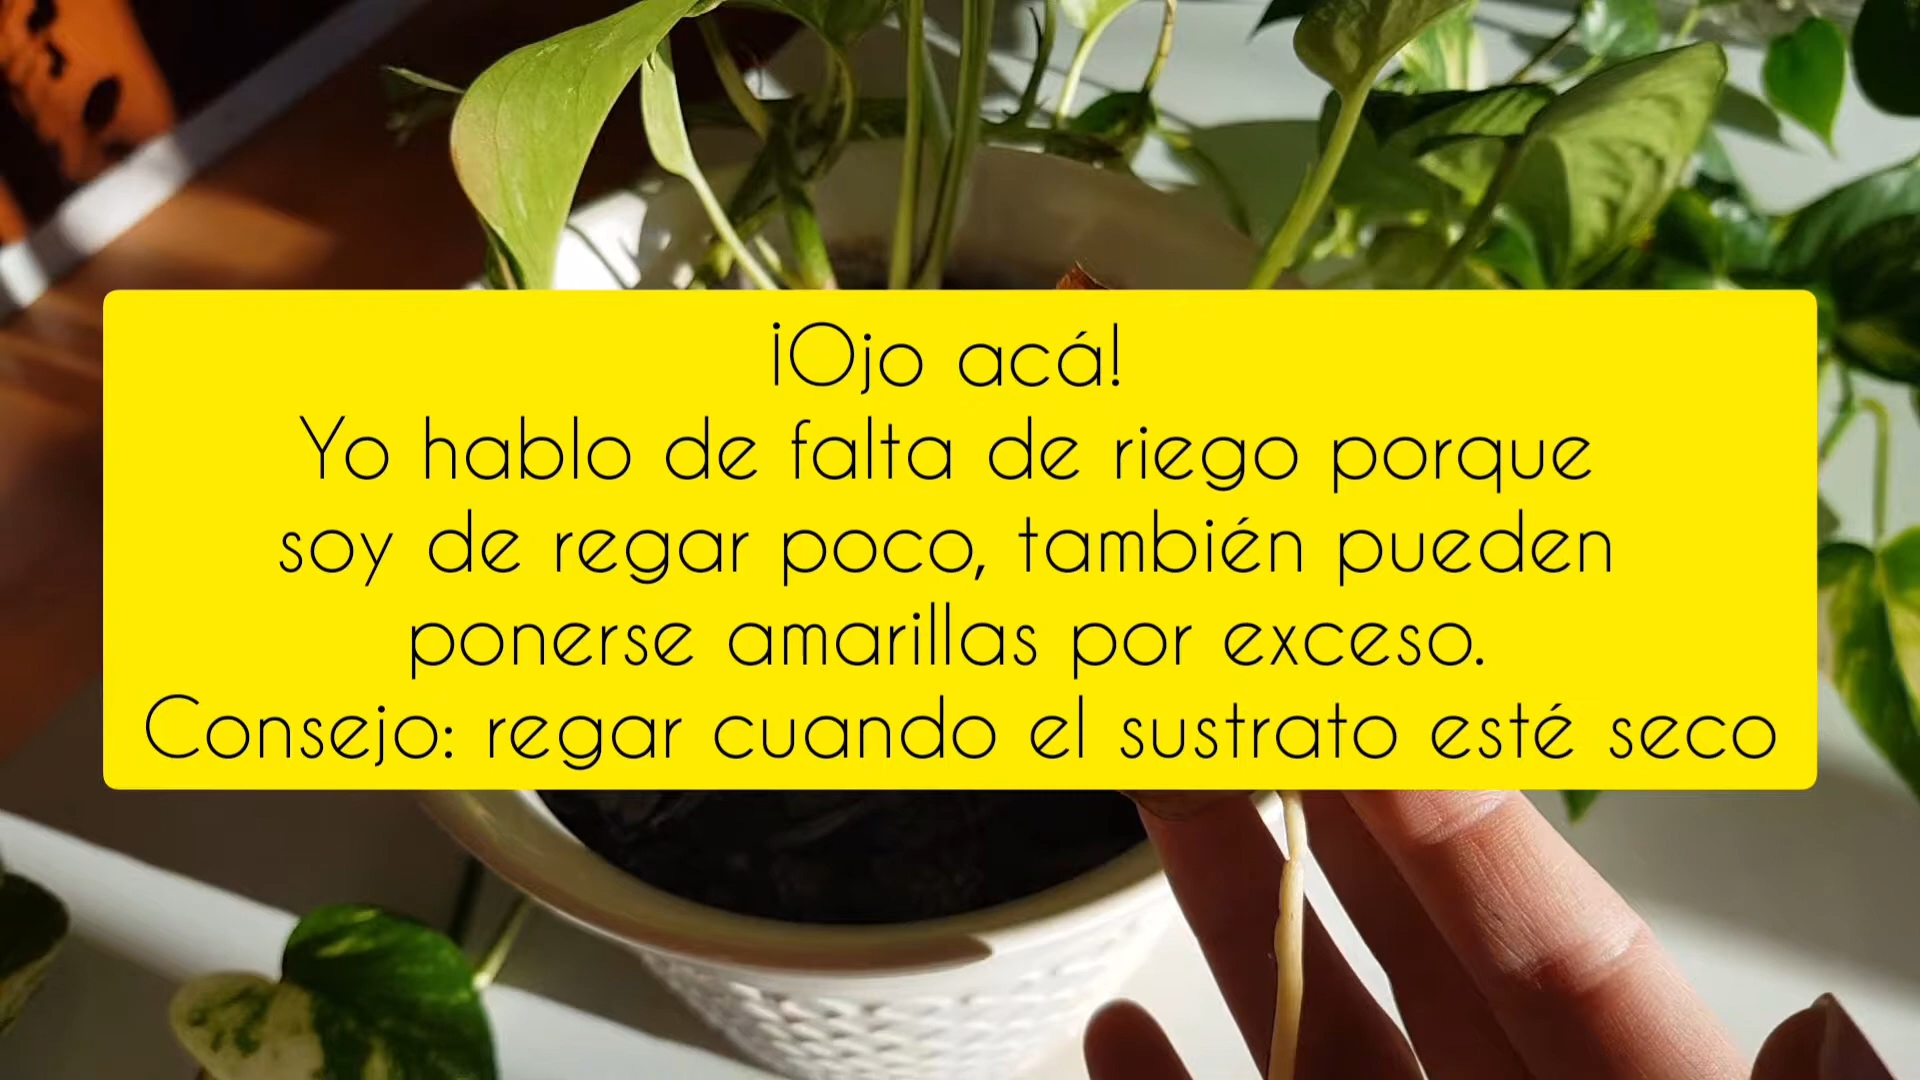 ¡Ojo acá!
Yo hablo de falta de riego porque
soy de regar poco, también pueden
ponerse amarillas por exceso.
Consejo: regar cuando el sustrato esté seco